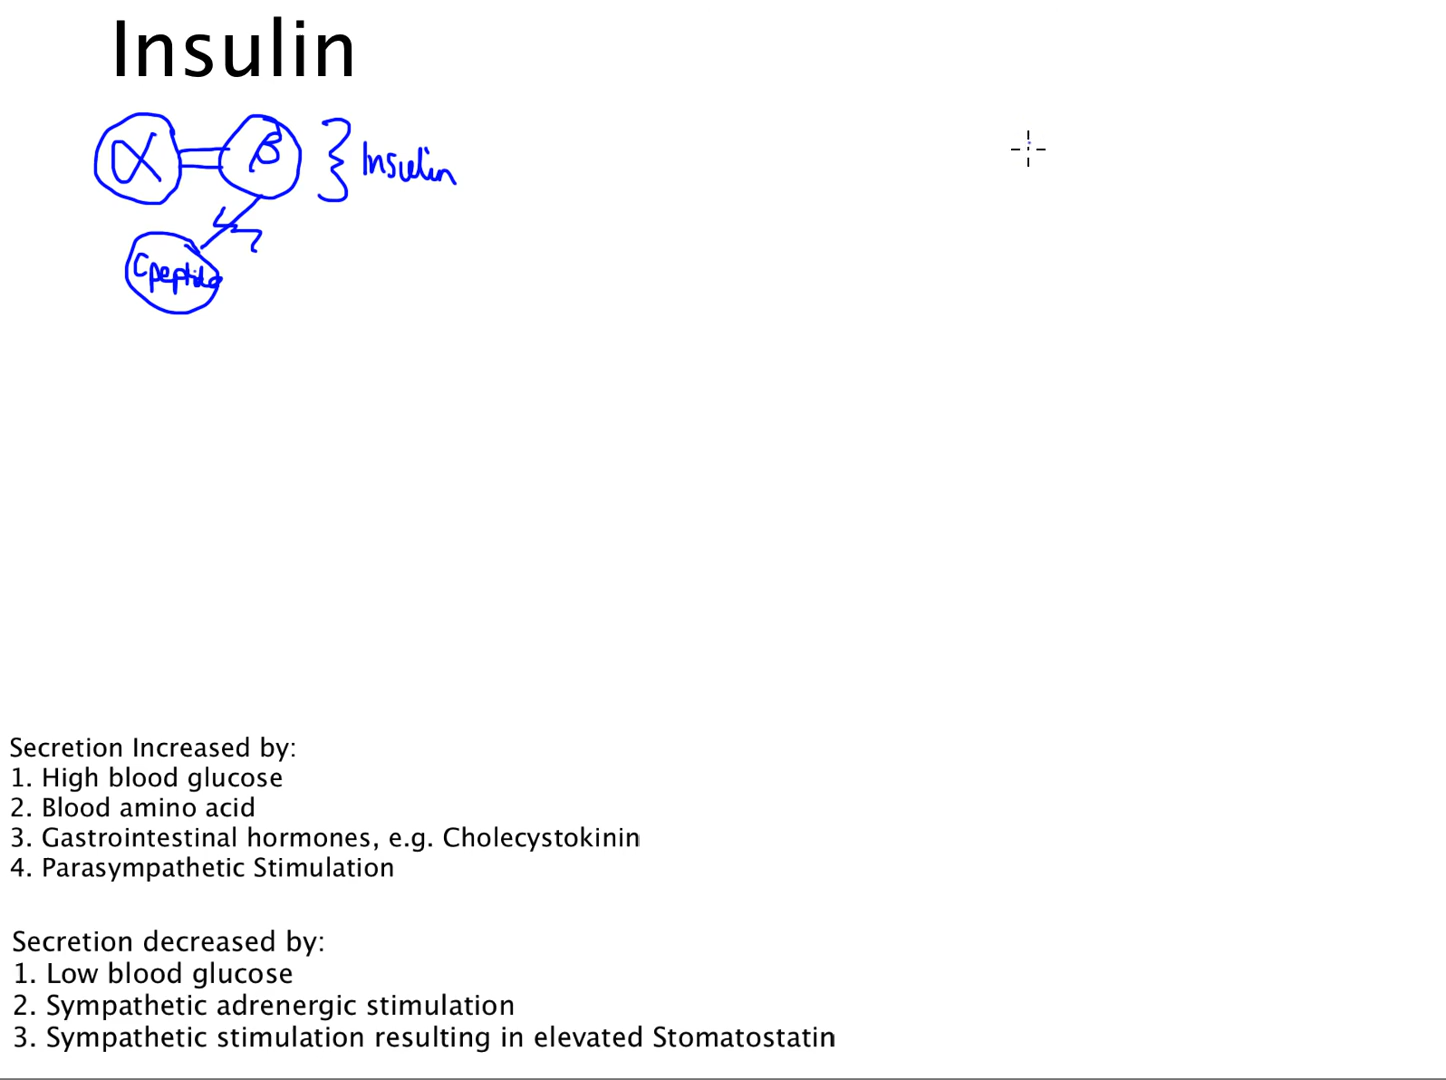 Insulin
α β } Insulin
C peptide
Secretion Increased by:
1. High blood glucose
2. Blood amino acid
3. Gastrointestinal hormones, e.g. Cholecystokinin
4. Parasympathetic Stimulation
Secretion decreased by:
1. Low blood glucose
2. Sympathetic adrenergic stimulation
3. Sympathetic stimulation resulting in elevated Stomatostatin